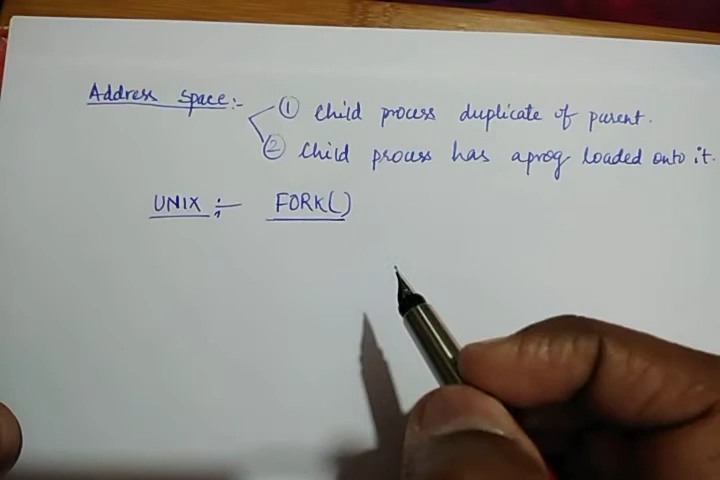 Address space:- ① child process duplicate of parent.
② child process has a prog loaded onto it.
UNIX :- FORK()